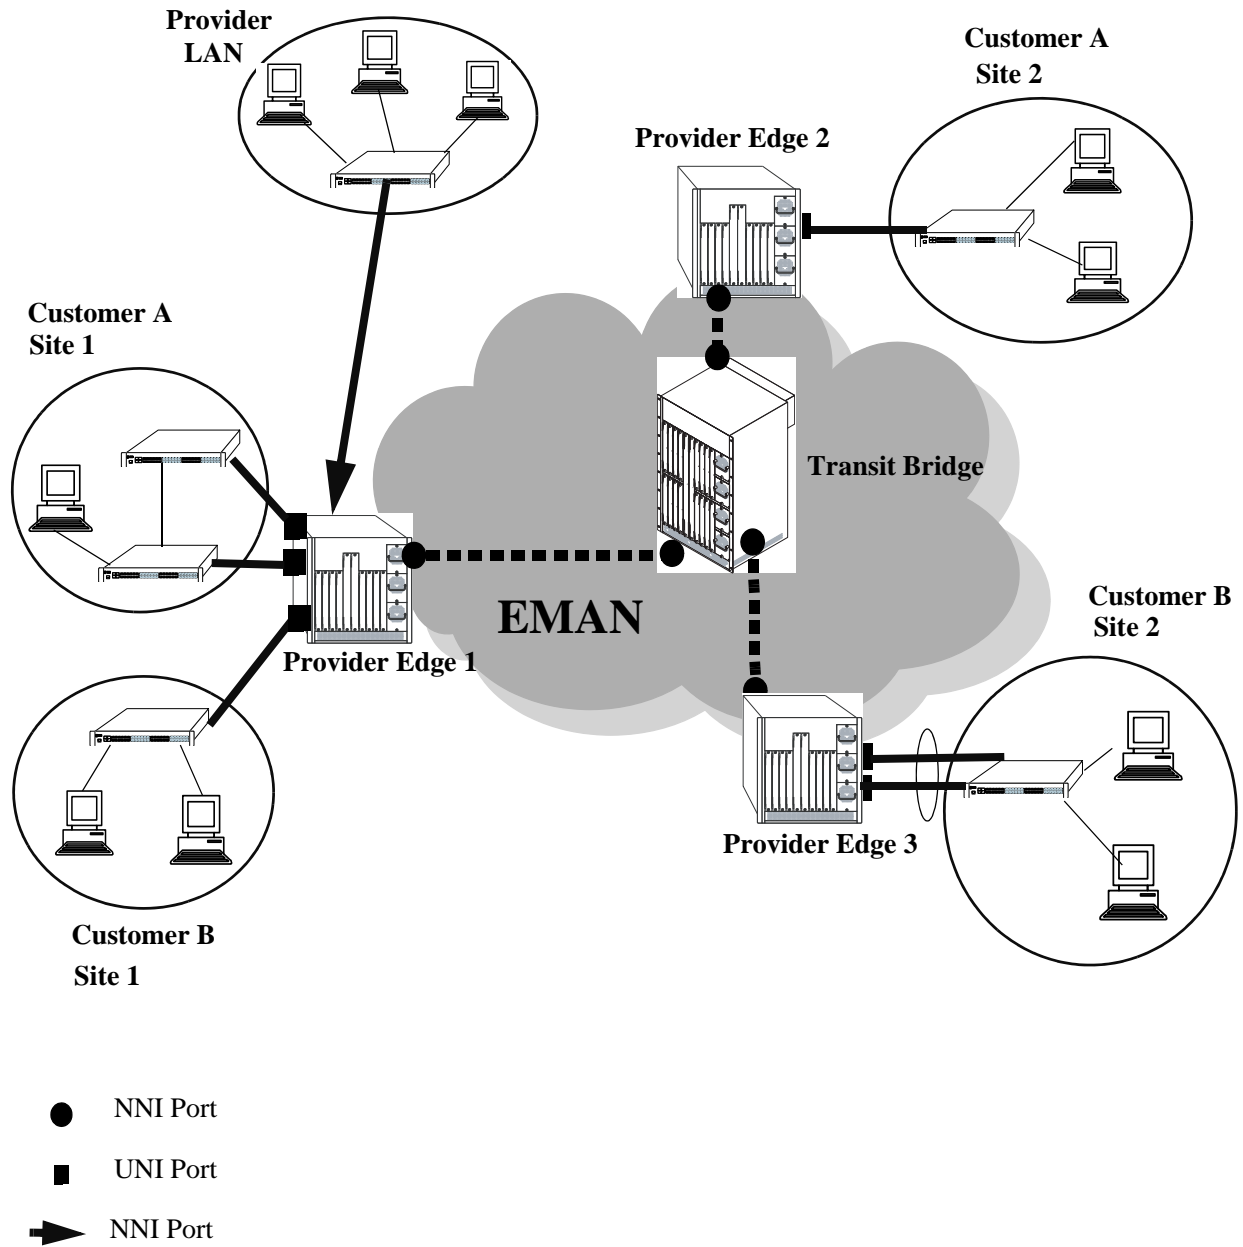 Provider
LAN
Customer A
Site 2
Provider Edge 2
Customer A
Site 1
Transit Bridge
EMAN
Customer B
Site 2
Provider Edge 1
Provider Edge 3
Customer B
Site 1
NNI Port
UNI Port
NNI Port